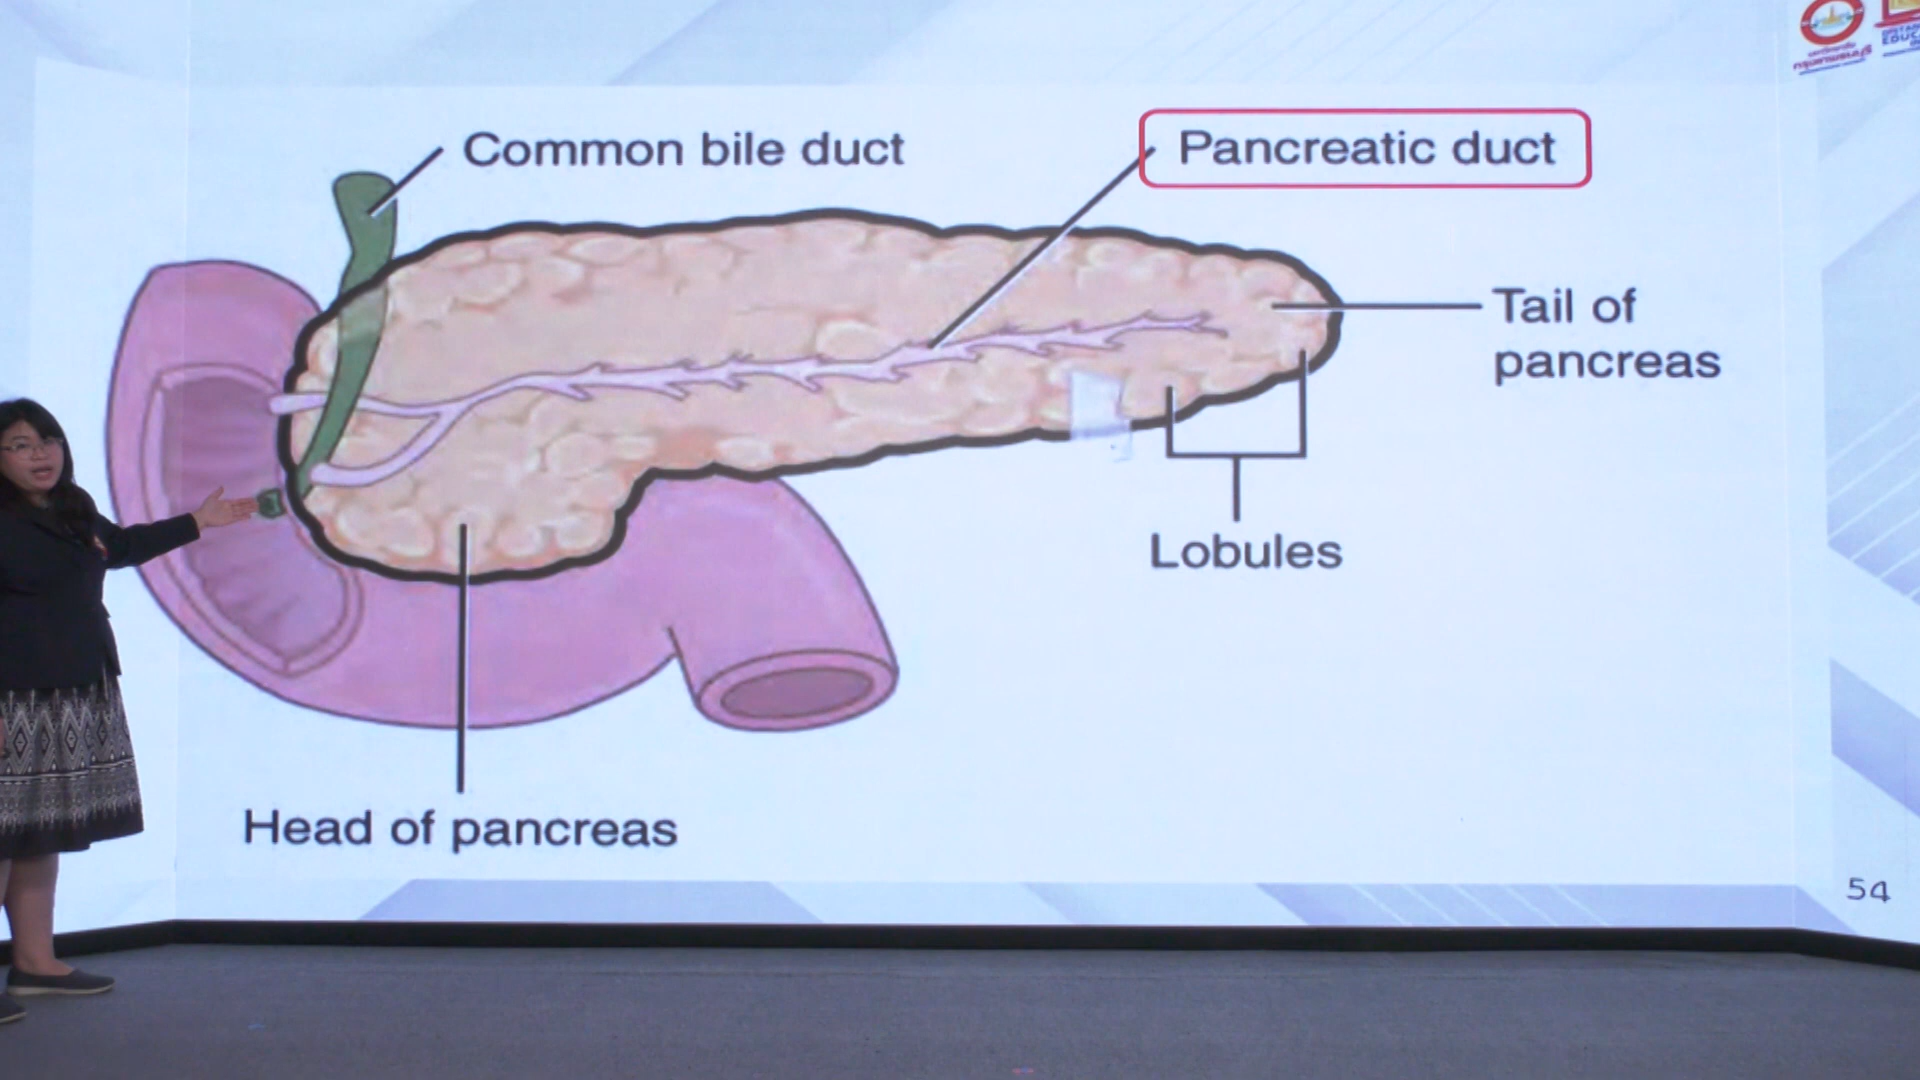 Common bile duct
Pancreatic duct
Tail of
pancreas
Lobules
Head of pancreas
54